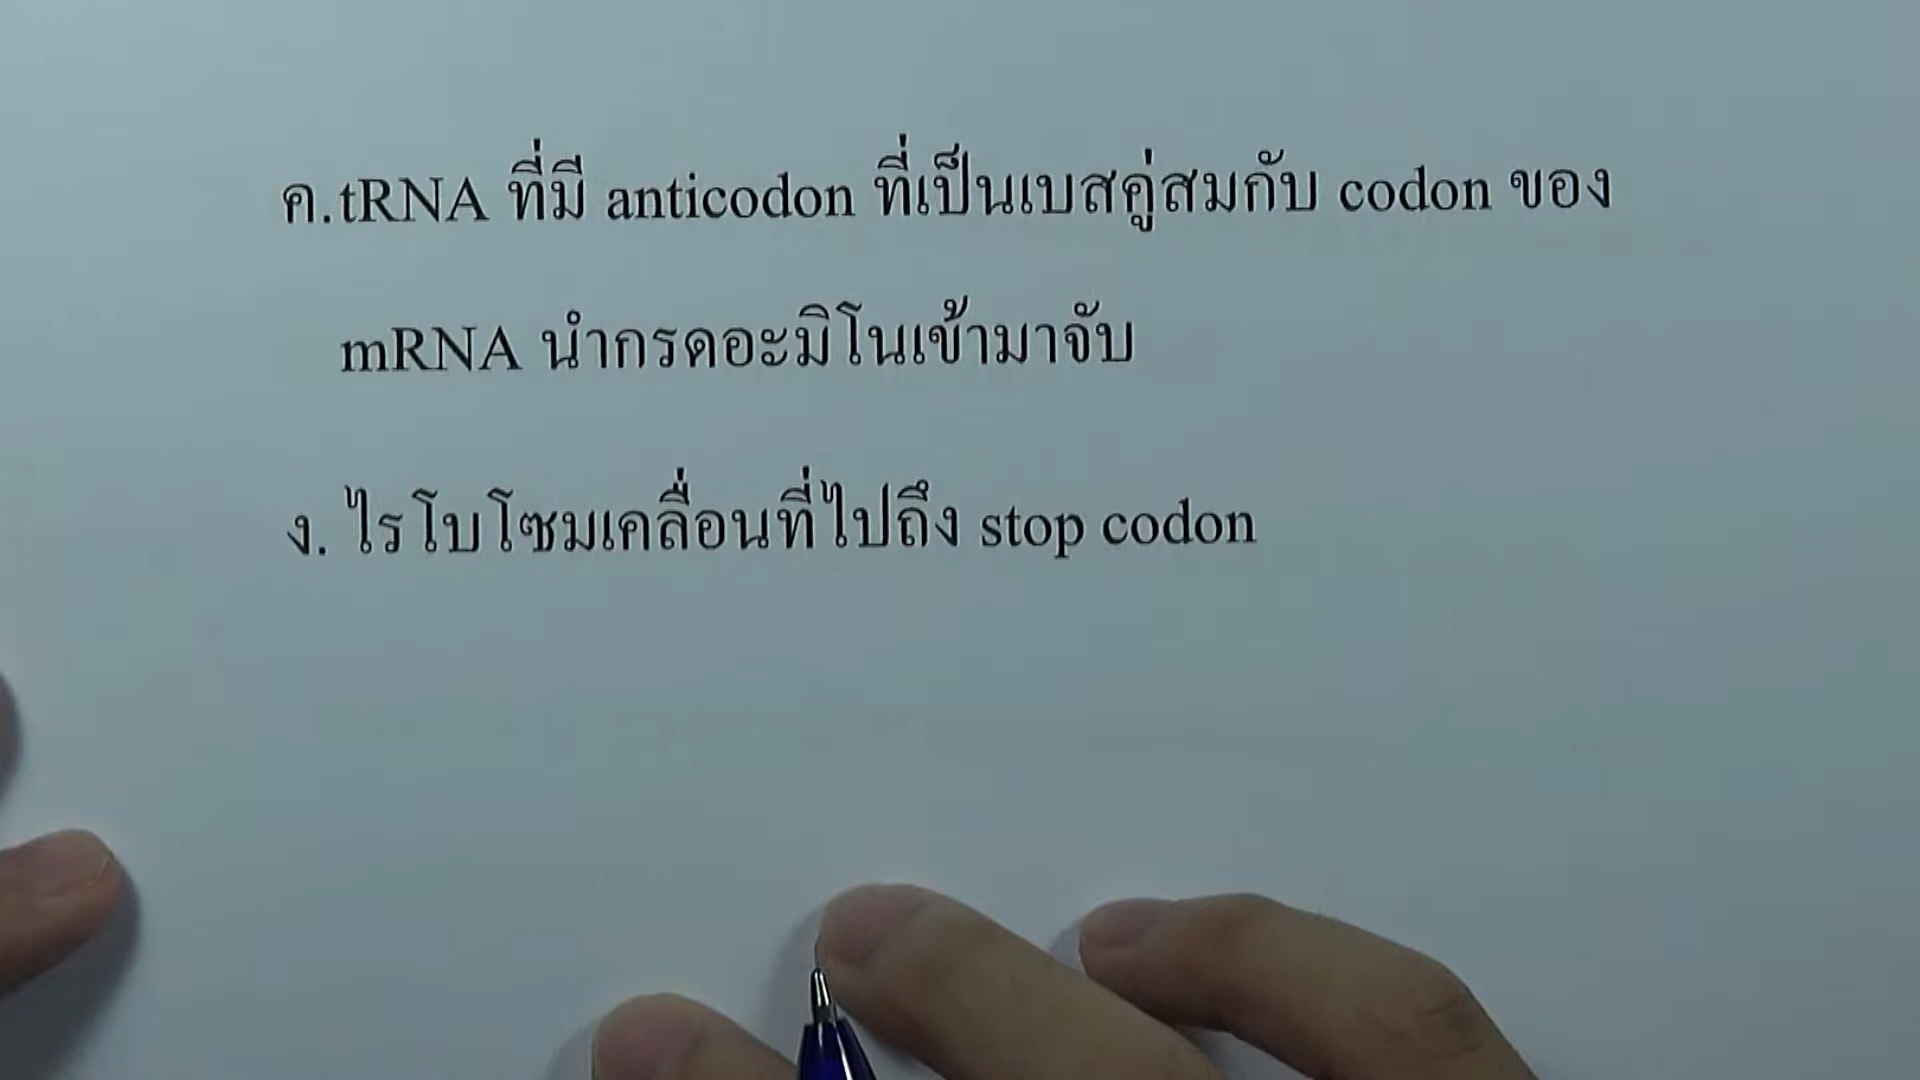 ค. tRNA ที่มี anticodon ที่เป็นเบสคู่สมกับ codon ของ
mRNA นำกรดอะมิโนเข้ามาจับ
ง. ไรโบโซมเคลื่อนที่ไปถึง stop codon